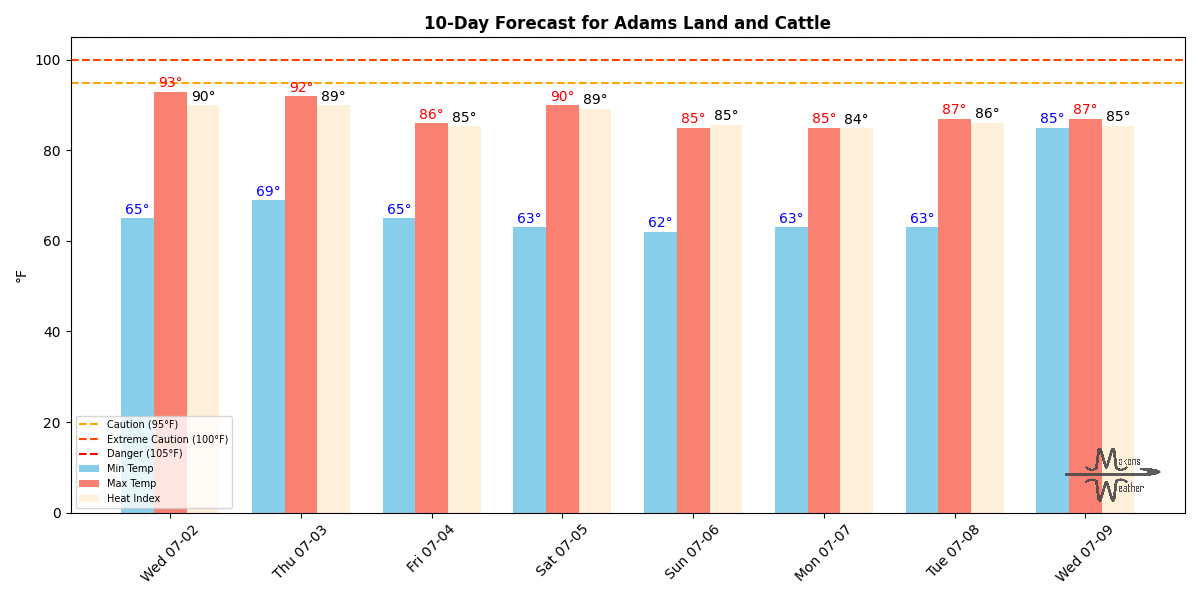 10-Day Forecast for Adams Land and Cattle
°F
100
80
60
40
20
0
65° 93° 90°
69° 92° 89°
65° 86° 85°
63° 90° 89°
62° 85° 85°
63° 85° 84°
63° 87° 86°
85° 87° 85°
Caution (95°F)
Extreme Caution (100°F)
Danger (105°F)
Min Temp
Max Temp
Heat Index
Wed 07-02
Thu 07-03
Fri 07-04
Sat 07-05
Sun 07-06
Mon 07-07
Tue 07-08
Wed 07-09
akens
eather